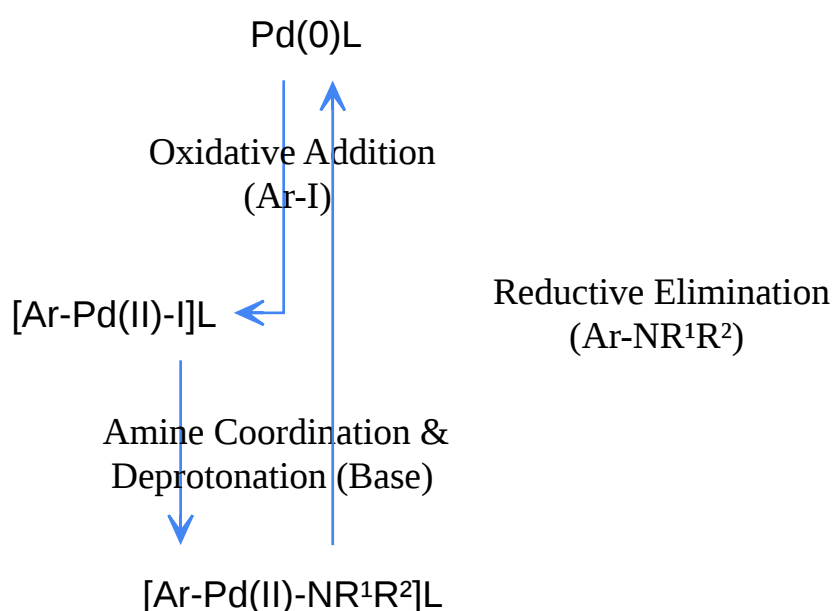 Pd(0)L
Oxidative Addition
(Ar-I)
[Ar-Pd(II)-I]L
Reductive Elimination
(Ar-NR¹R²)
Amine Coordination &
Deprotonation (Base)
[Ar-Pd(II)-NR¹R²]L